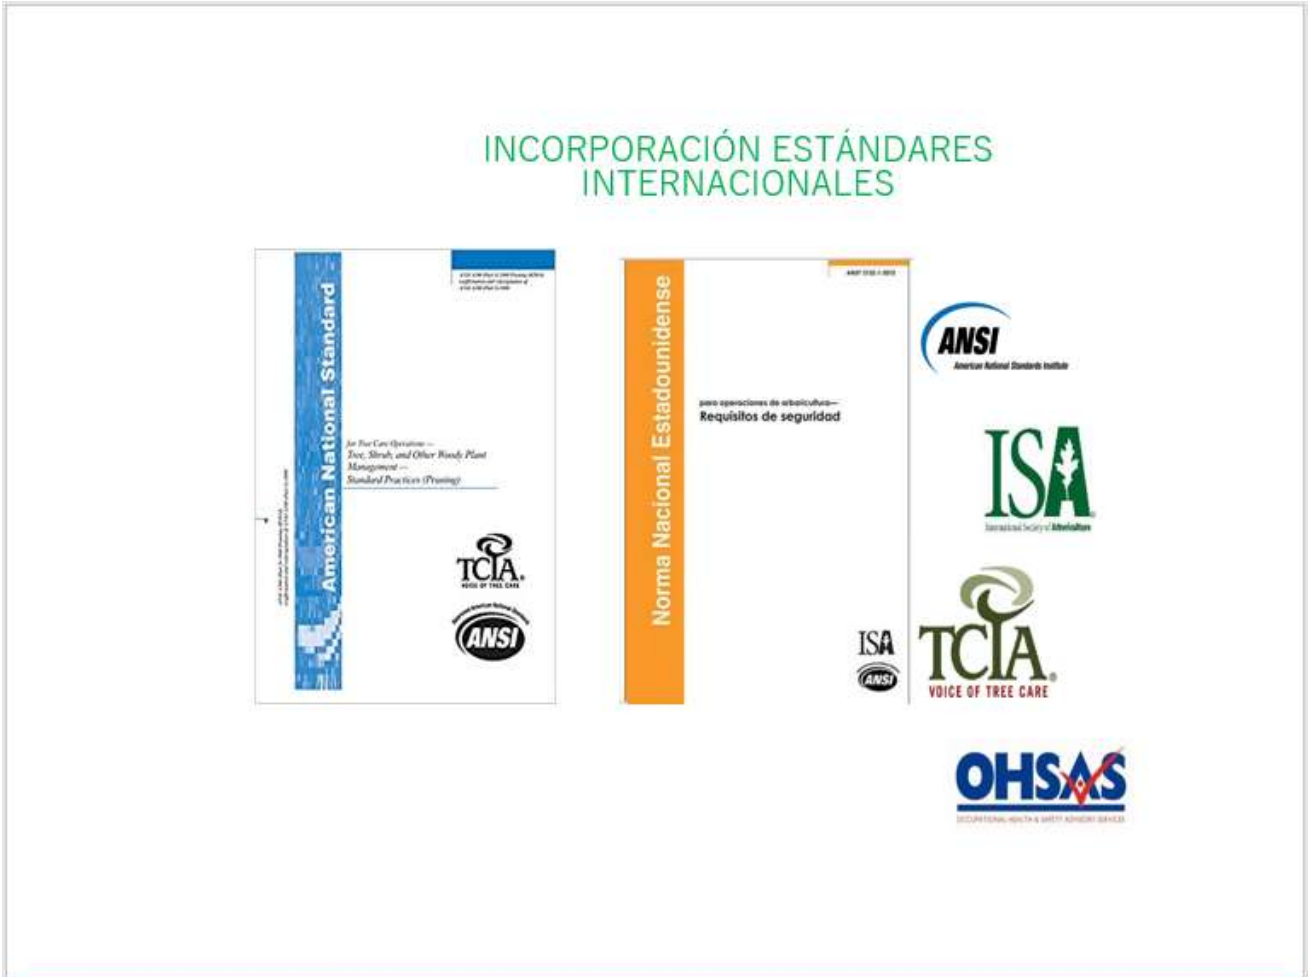 INCORPORACIÓN ESTÁNDARES
INTERNACIONALES
American National Standard
for Tree Care Operations —
Tree, Shrub, and Other Woody Plant
Management —
Standard Practices (Pruning)
TCIA
VOICE OF TREE CARE
ANSI
Norma Nacional Estadounidense
para operaciones de arboricultura—
Requisitos de seguridad
ISA
ANSI
ANSI
American National Standards Institute
ISA
International Society of Arboriculture
TCIA
VOICE OF TREE CARE
OHSAS
OCCUPATIONAL HEALTH & SAFETY ADVISORY SERVICES